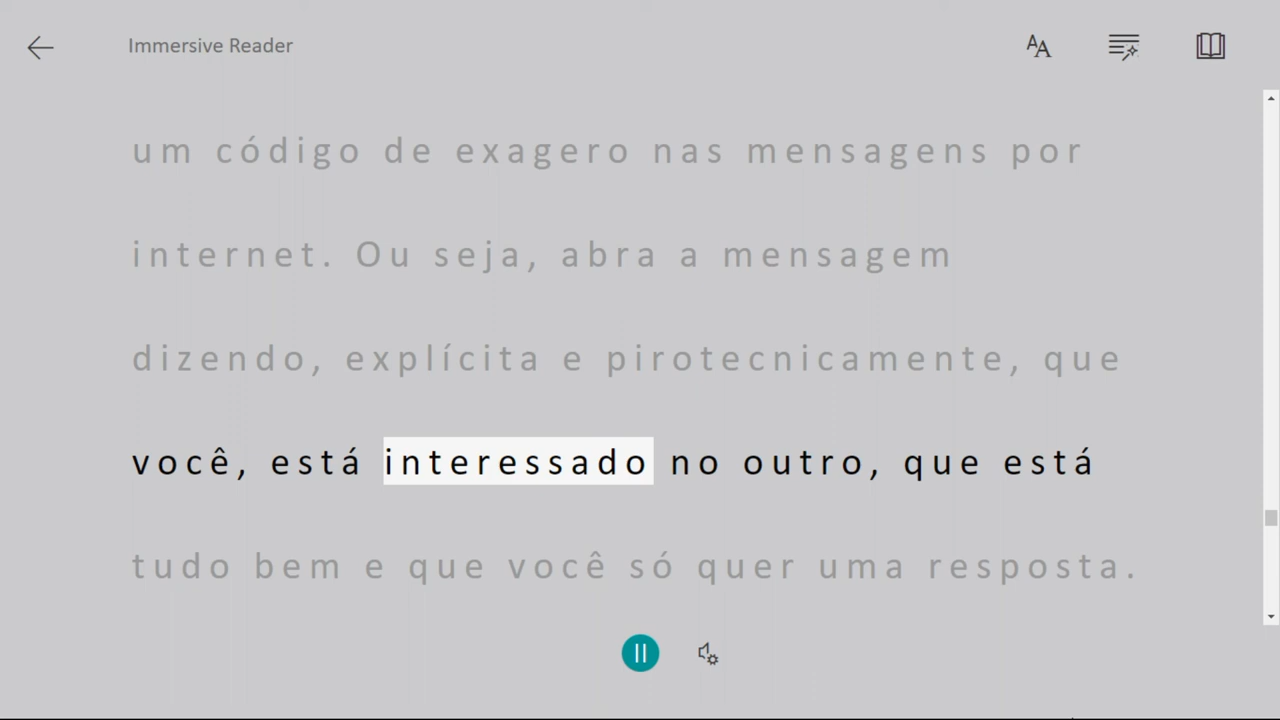 Immersive Reader
um código de exagero nas mensagens por
internet. Ou seja, abra a mensagem
dizendo, explícita e pirotecnicamente, que
você, está interessado no outro, que está
tudo bem e que você só quer uma resposta.